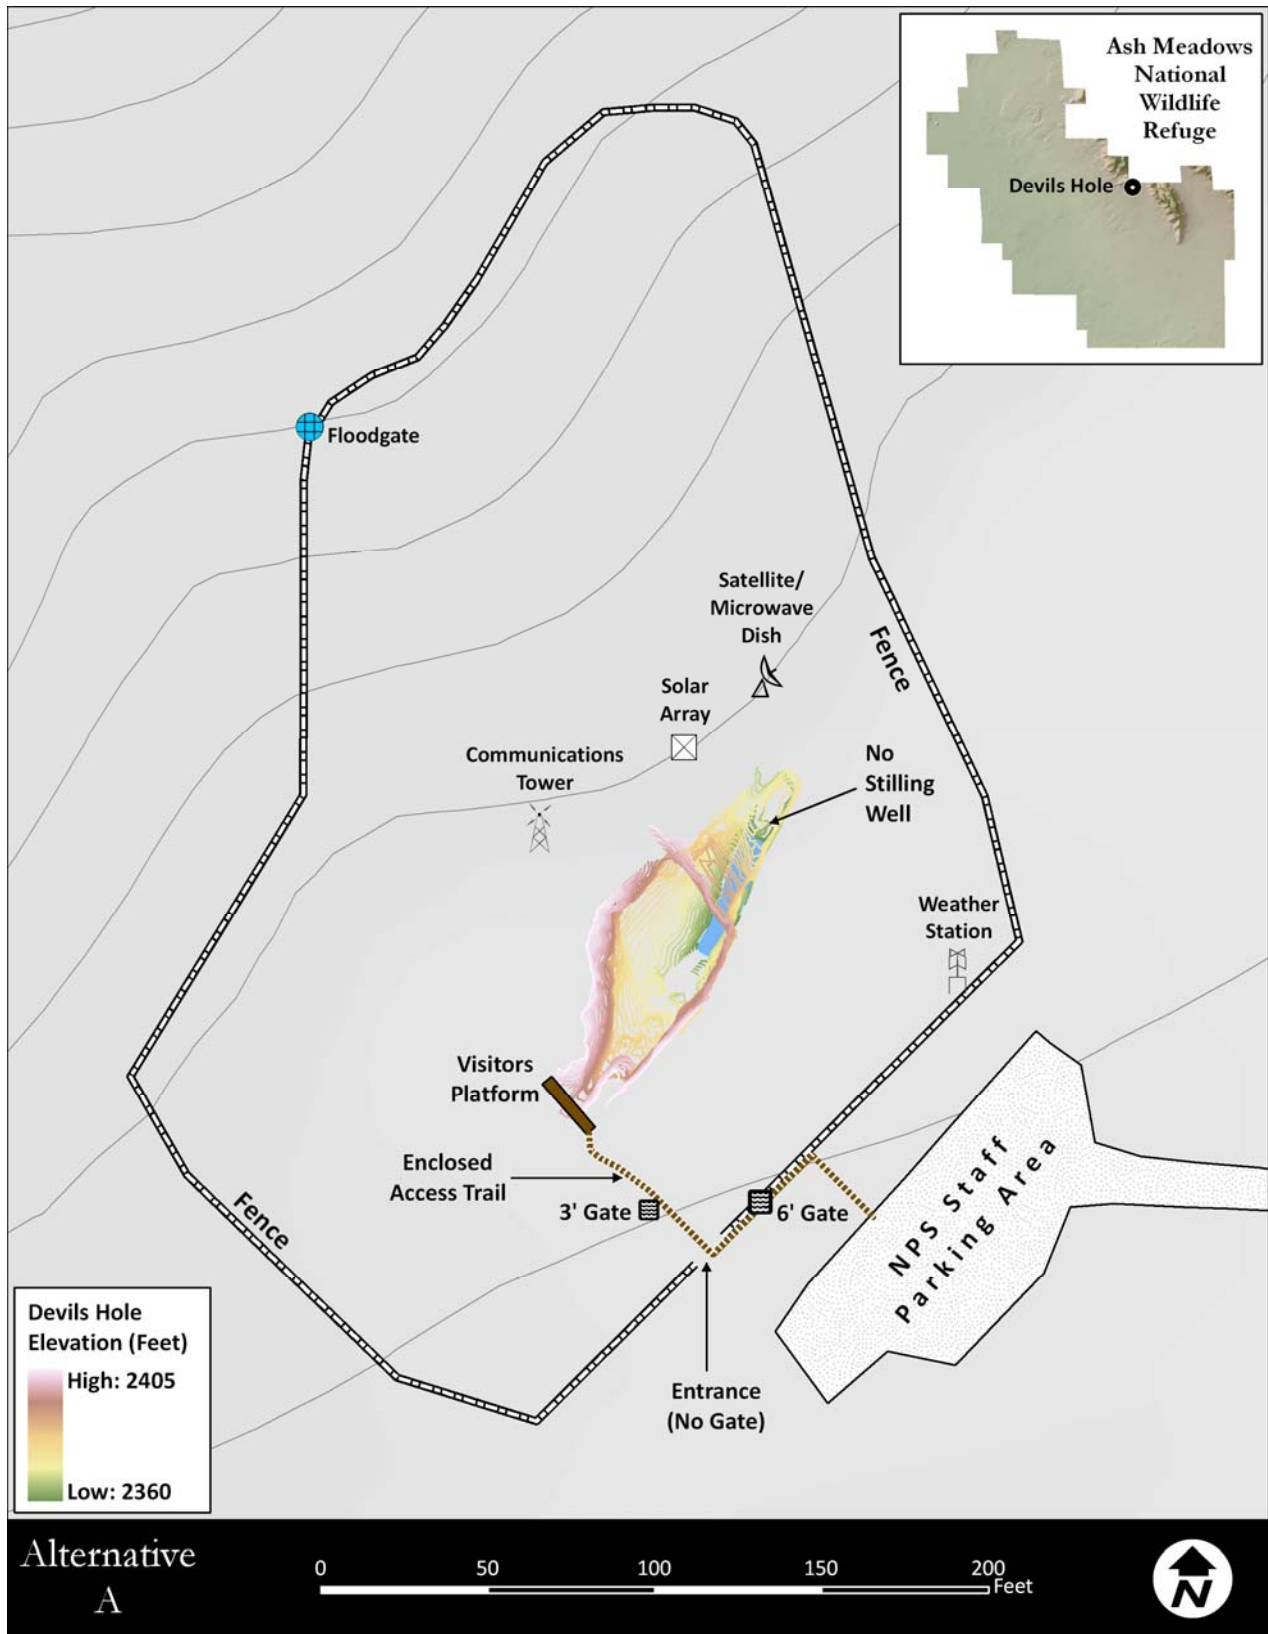 Ash Meadows
National
Wildlife
Refuge
Devils Hole
Floodgate
Satellite/
Microwave
Dish
Fence
Solar
Array
Communications
Tower
No
Stilling
Well
Weather
Station
Visitors
Platform
Enclosed
Access Trail
3' Gate
6' Gate
NPS Staff
Parking Area
Fence
Entrance
(No Gate)
Devils Hole
Elevation (Feet)
High: 2405
Low: 2360
Alternative
A
0 50 100 150 200
Feet
N